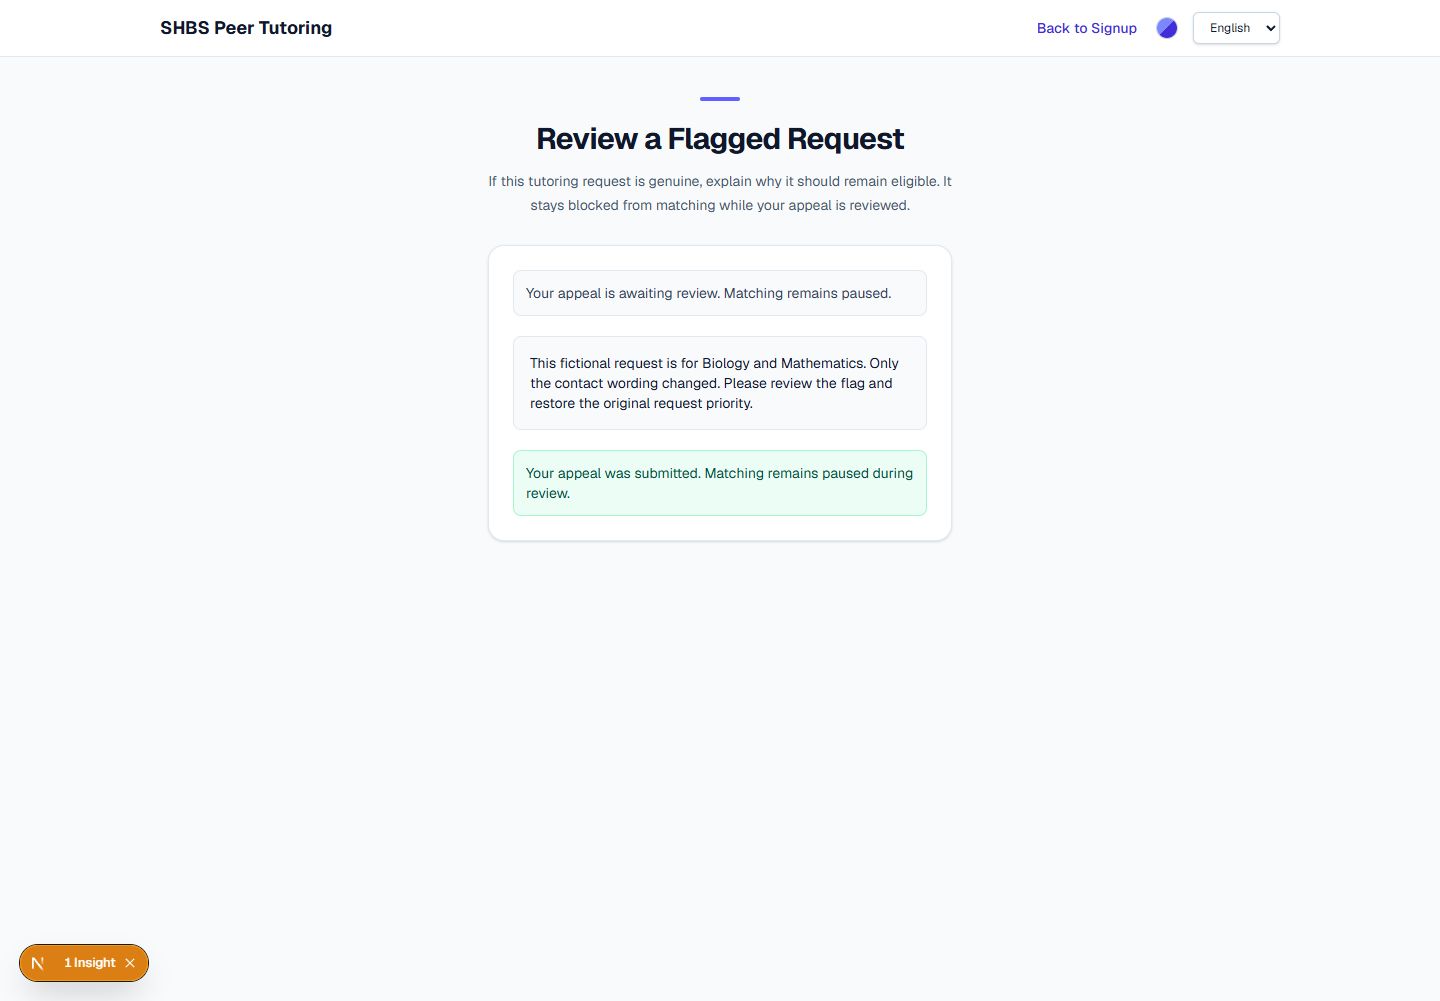 SHBS Peer Tutoring
Back to Signup
English
Review a Flagged Request
If this tutoring request is genuine, explain why it should remain eligible. It
stays blocked from matching while your appeal is reviewed.
Your appeal is awaiting review. Matching remains paused.
This fictional request is for Biology and Mathematics. Only
the contact wording changed. Please review the flag and
restore the original request priority.
Your appeal was submitted. Matching remains paused during
review.
1 Insight